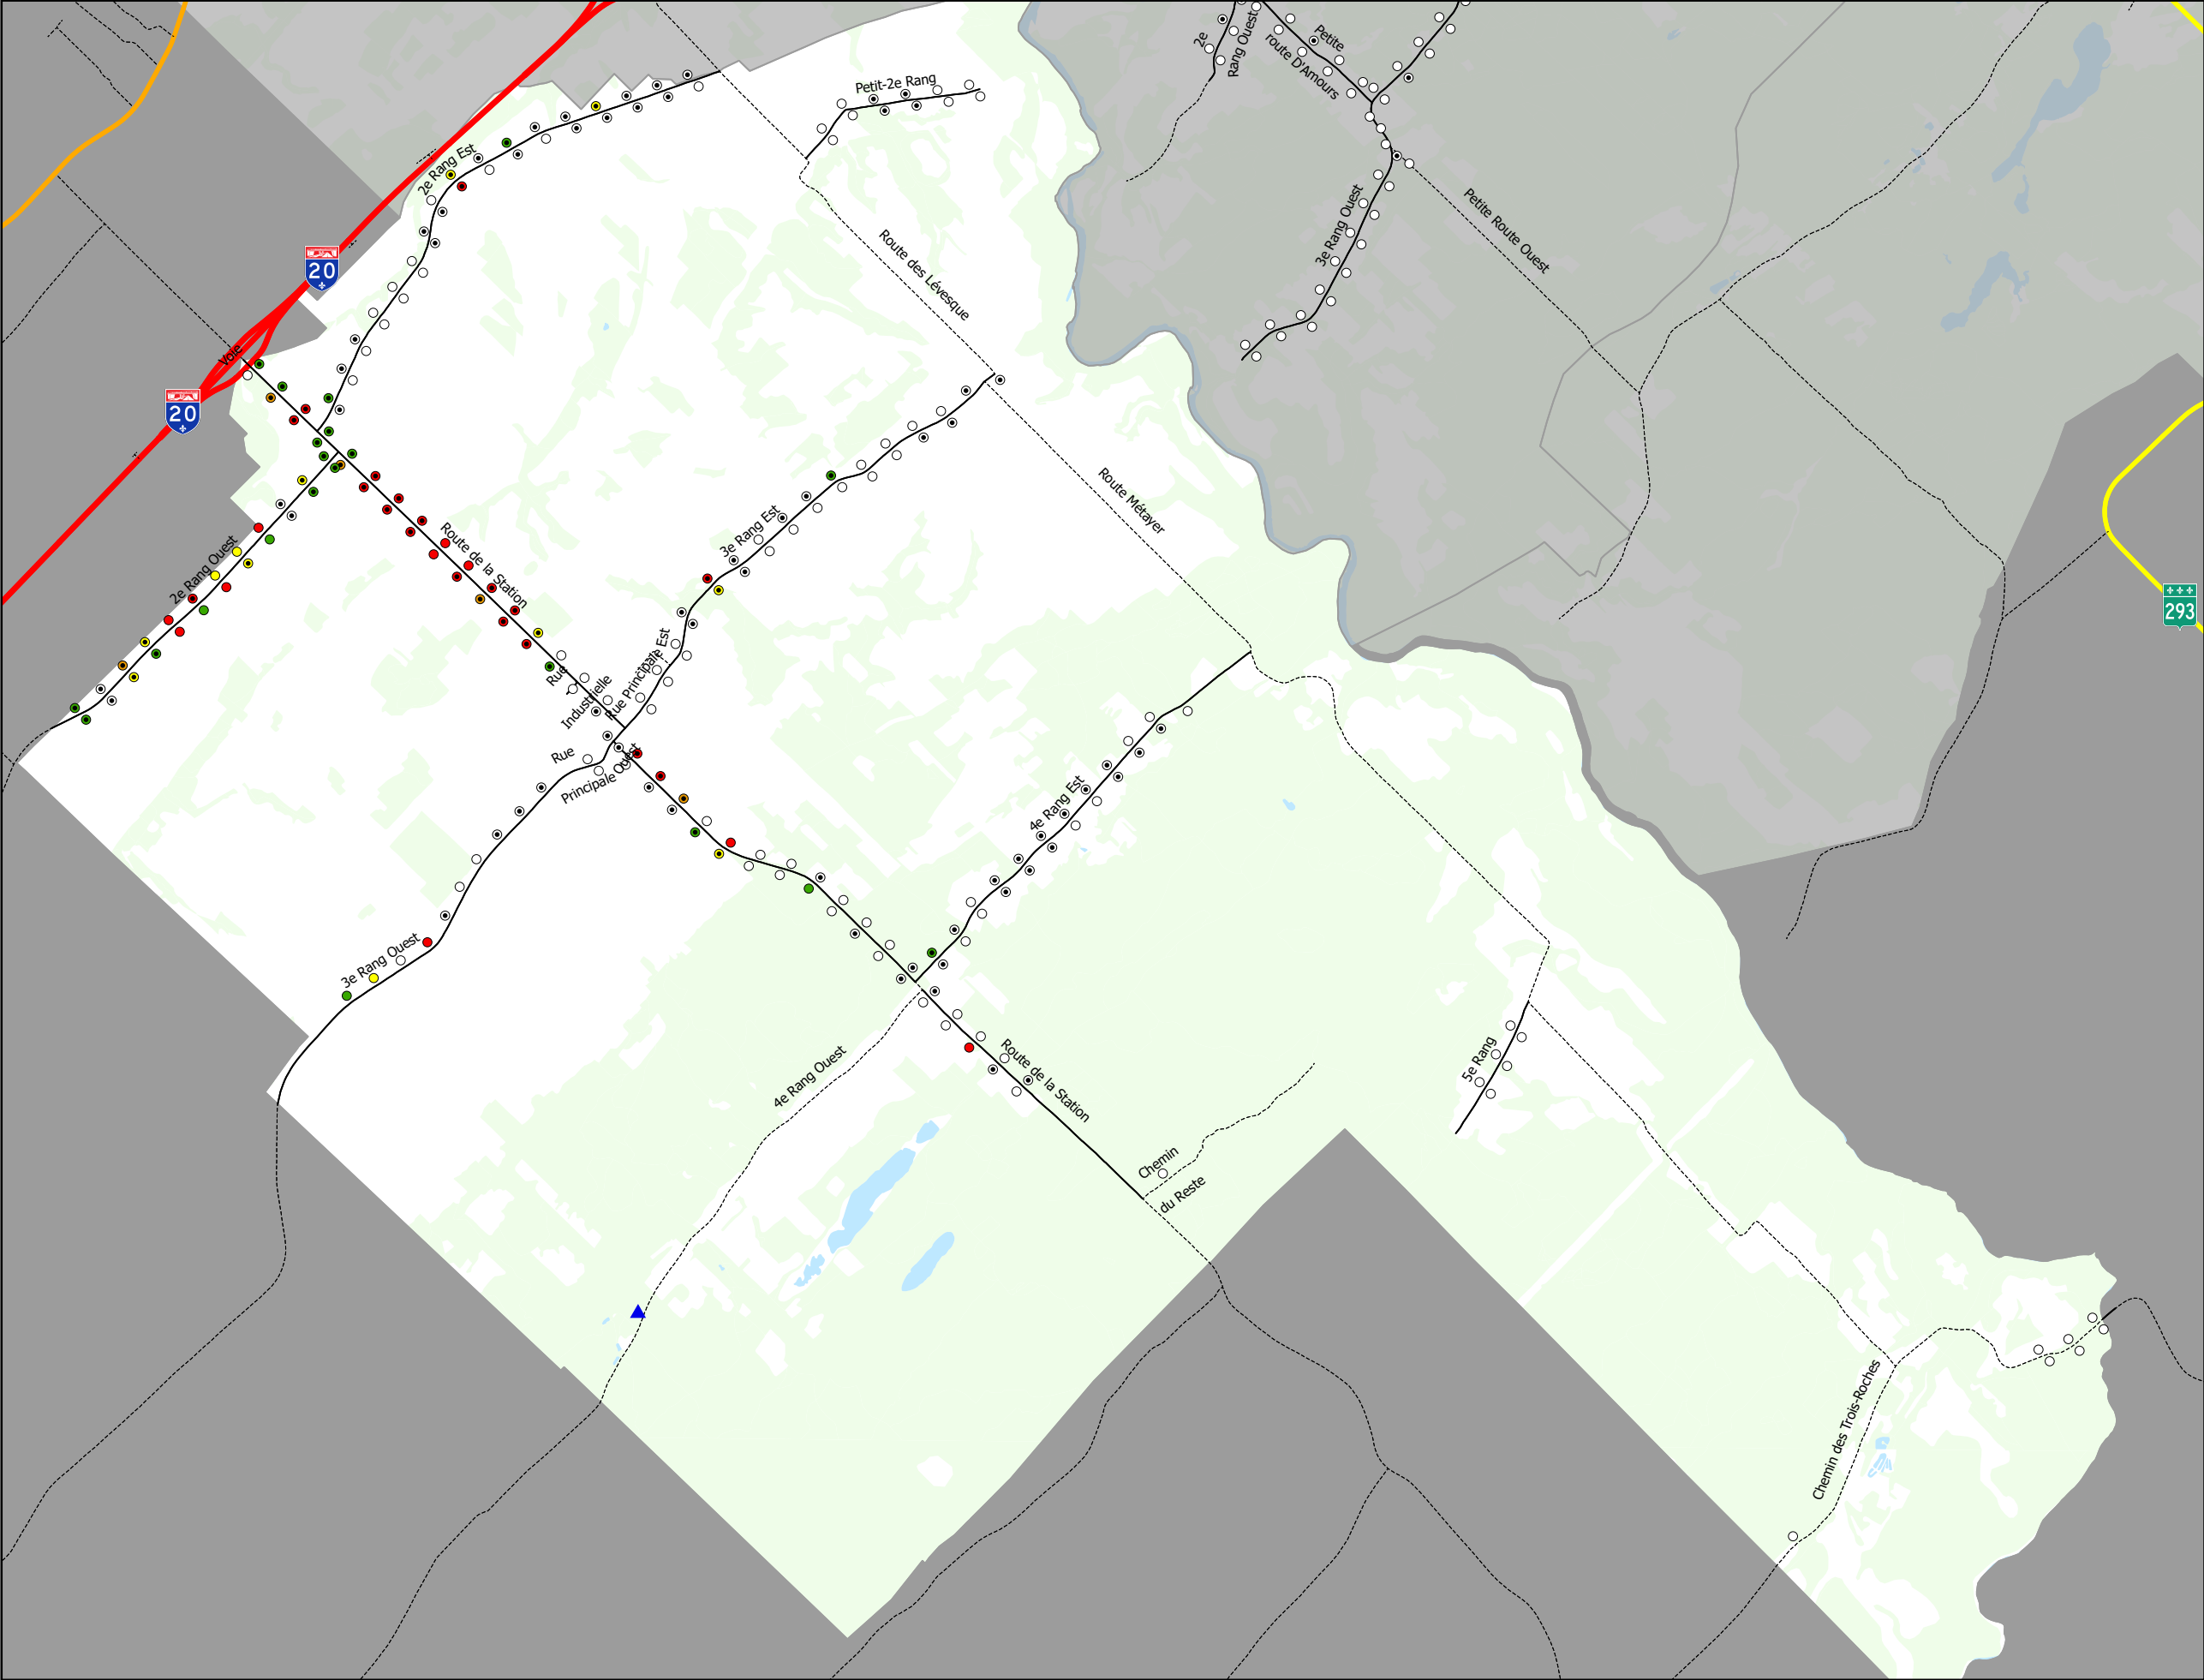 2e
Rang Ouest
Petite
route D'Amours
Petit-2e Rang
2e Rang Est
3e Rang Ouest
Petite Route Ouest
Route des Lévesque
20
Voie
20
Route Métayer
3e Rang Est
Route de la Station
2e Rang Ouest
293
Rue
Industrielle
Rue Principale Est
Rue
Principale Ouest
4e Rang Est
3e Rang Ouest
4e Rang Ouest
Route de la Station
5e Rang
Chemin
du Reste
Chemin des Trois-Roches